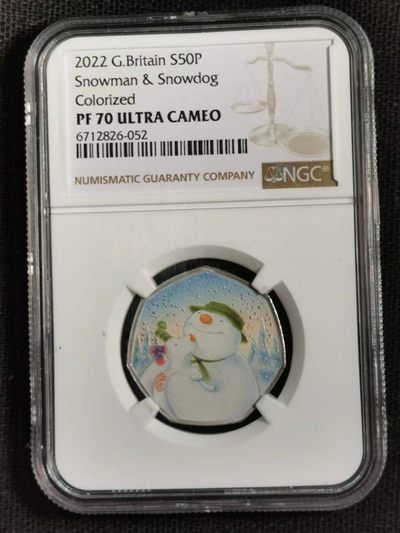 2022 G.Britain S50P
Snowman & Snowdog
Colorized
PF 70 ULTRA CAMEO
6712826-052
NUMISMATIC GUARANTY COMPANY
NGC